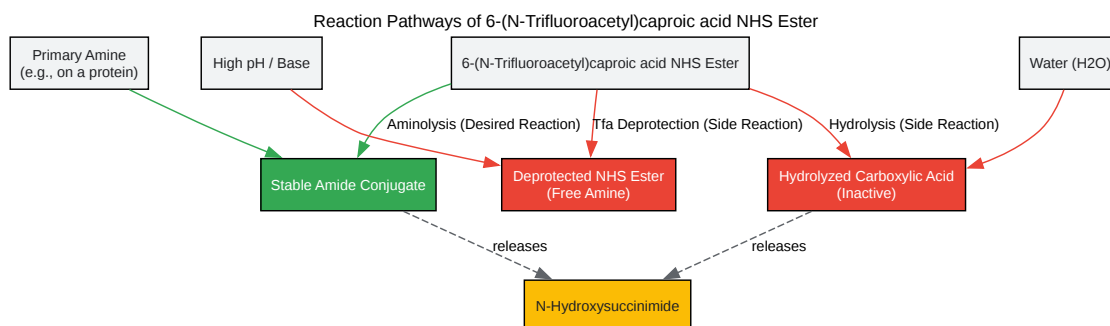 Reaction Pathways of 6-(N-Trifluoroacetyl)caproic acid NHS Ester
Primary Amine
(e.g., on a protein)
High pH / Base
6-(N-Trifluoroacetyl)caproic acid NHS Ester
Water (H2O)
Aminolysis (Desired Reaction)
Tfa Deprotection (Side Reaction)
Hydrolysis (Side Reaction)
Stable Amide Conjugate
Deprotected NHS Ester
(Free Amine)
Hydrolyzed Carboxylic Acid
(Inactive)
releases
releases
N-Hydroxysuccinimide